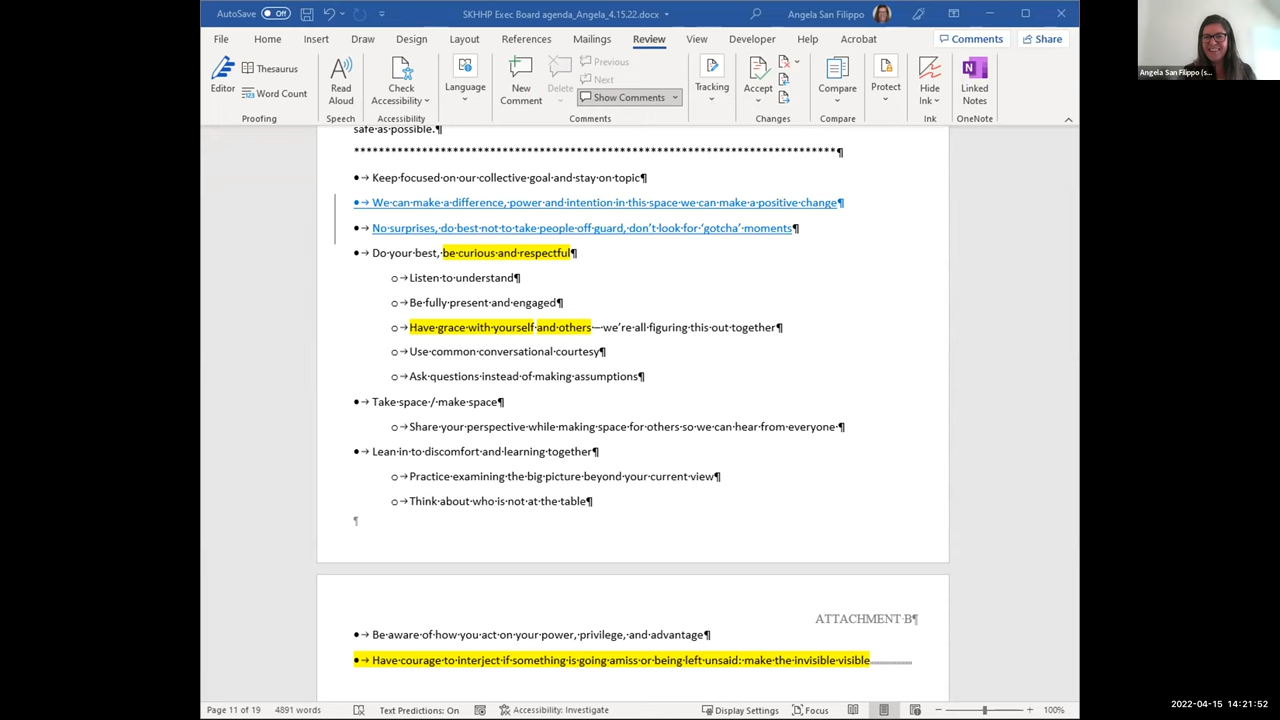 AutoSave Off SKHHP Exec Board agenda_Angela_4.15.22.docx Angela San Filippo
File Home Insert Draw Design Layout References Mailings Review View Developer Help Acrobat Comments Share
Editor Thesaurus Word Count Read Aloud Check Accessibility Language New Comment Delete Previous Next Show Comments Tracking Accept Compare Protect Hide Ink Linked Notes
Proofing Speech Accessibility Comments Changes Compare Ink OneNote
Angela San Filippo (s...
safe as possible.¶
******************************************************************************¶
•→Keep focused on our collective goal and stay on topic¶
•→We can make a difference, power and intention in this space we can make a positive change¶
•→No surprises, do best not to take people off guard, don't look for 'gotcha' moments¶
•→Do your best, be curious and respectful¶
o→Listen to understand¶
o→Be fully present and engaged¶
o→Have grace with yourself and others – we're all figuring this out together¶
o→Use common conversational courtesy¶
o→Ask questions instead of making assumptions¶
•→Take space / make space¶
o→Share your perspective while making space for others so we can hear from everyone ¶
•→Lean in to discomfort and learning together¶
o→Practice examining the big picture beyond your current view¶
o→Think about who is not at the table¶
¶
ATTACHMENT B¶
•→Be aware of how you act on your power, privilege, and advantage¶
•→Have courage to interject if something is going amiss or being left unsaid: make the invisible visible
Page 11 of 19 4891 words Text Predictions: On Accessibility: Investigate Display Settings Focus 100%
2022-04-15 14:21:52